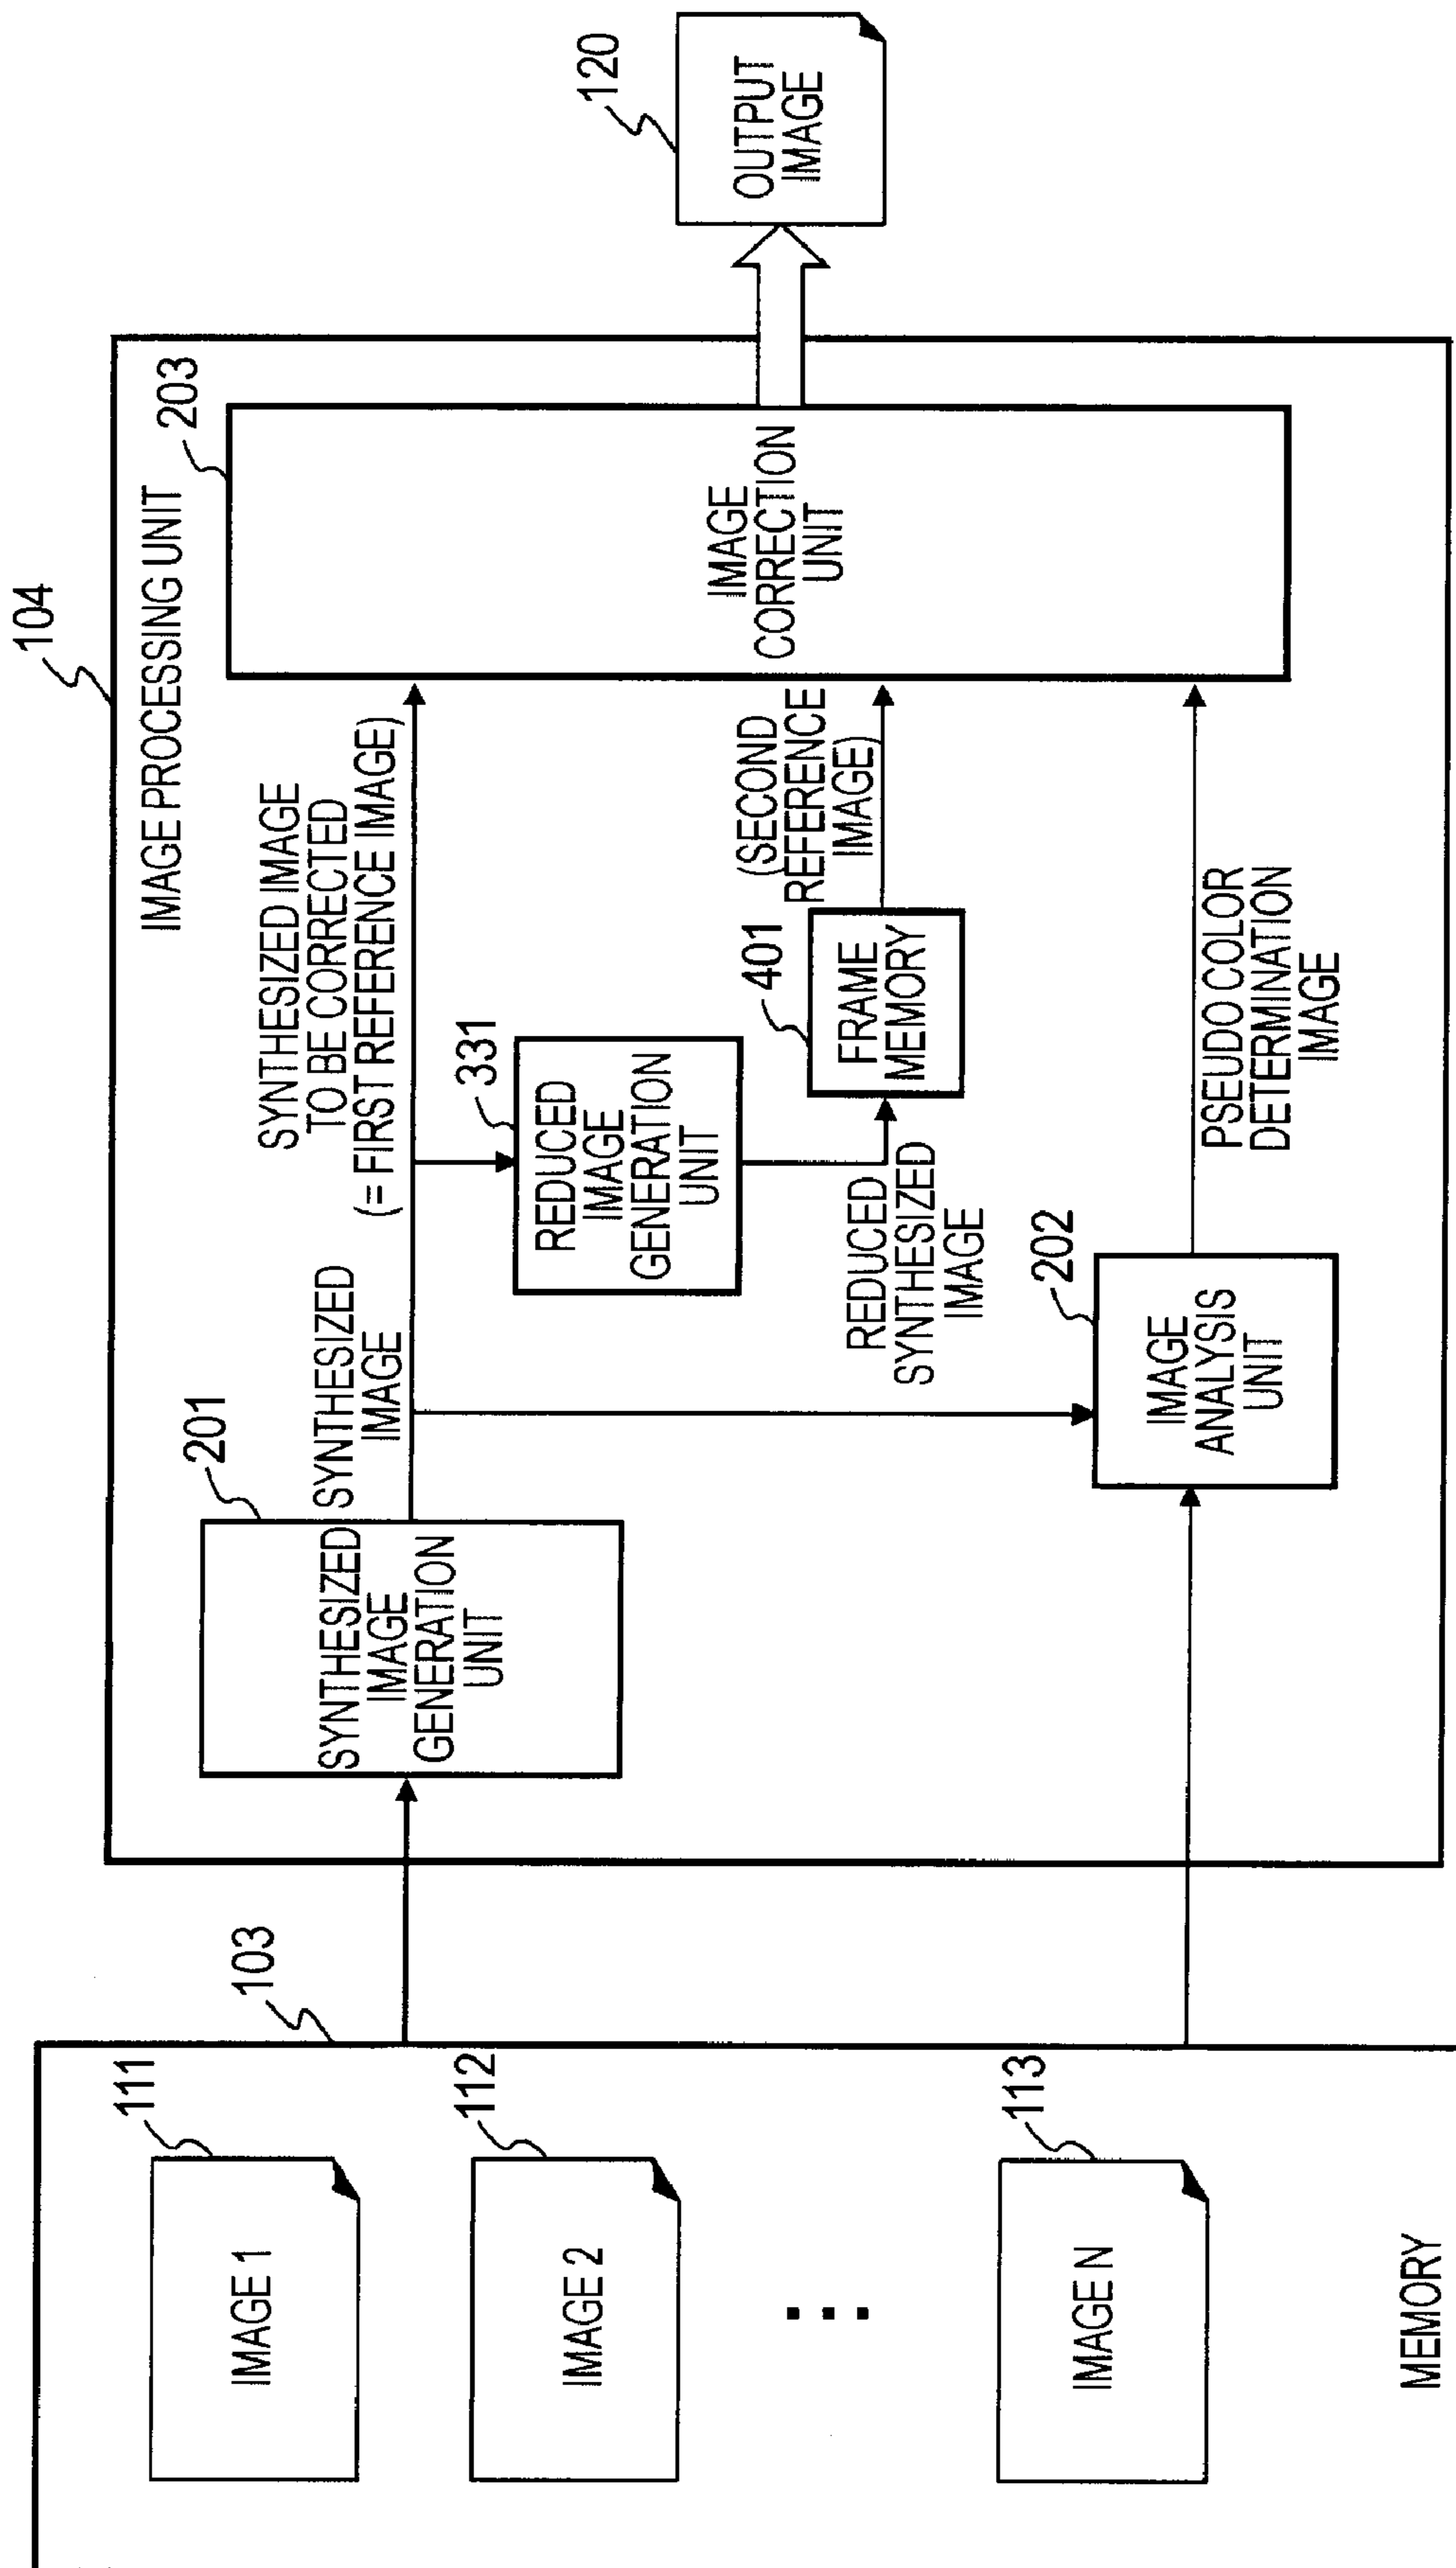 103
111
IMAGE 1
112
IMAGE 2
113
IMAGE N
MEMORY
104
IMAGE PROCESSING UNIT
201
SYNTHESIZED
IMAGE
GENERATION
UNIT
SYNTHESIZED
IMAGE
SYNTHESIZED IMAGE
TO BE CORRECTED
(= FIRST REFERENCE IMAGE)
331
REDUCED
IMAGE
GENERATION
UNIT
REDUCED
SYNTHESIZED
IMAGE
401
FRAME
MEMORY
(SECOND
REFERENCE
IMAGE)
202
IMAGE
ANALYSIS
UNIT
PSEUDO COLOR
DETERMINATION
IMAGE
203
IMAGE
CORRECTION
UNIT
120
OUTPUT
IMAGE